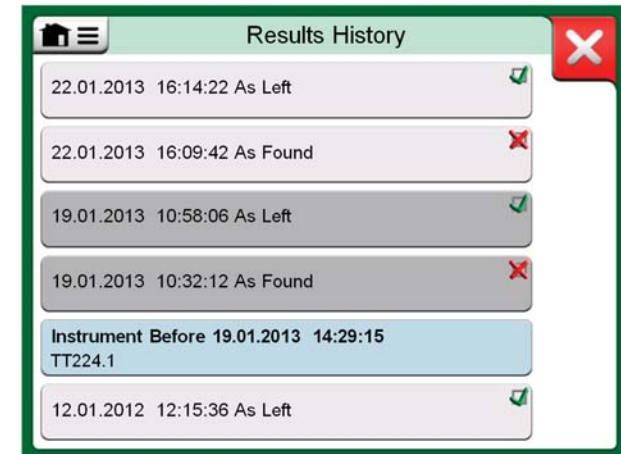 Results History
22.01.2013 16:14:22 As Left
22.01.2013 16:09:42 As Found
19.01.2013 10:58:06 As Left
19.01.2013 10:32:12 As Found
Instrument Before 19.01.2013 14:29:15
TT224.1
12.01.2012 12:15:36 As Left